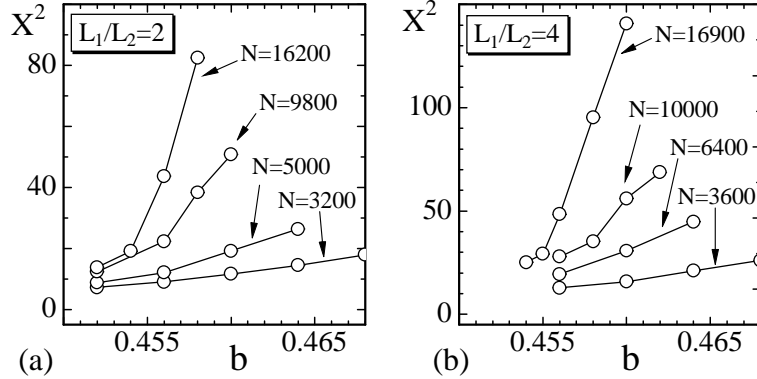 X²
L₁/L₂=2
N=16200
N=9800
N=5000
N=3200
80
40
0
0.455
0.465
(a)
b
X²
L₁/L₂=4
N=16900
N=10000
N=6400
N=3600
140
100
50
0
0.455
0.465
(b)
b